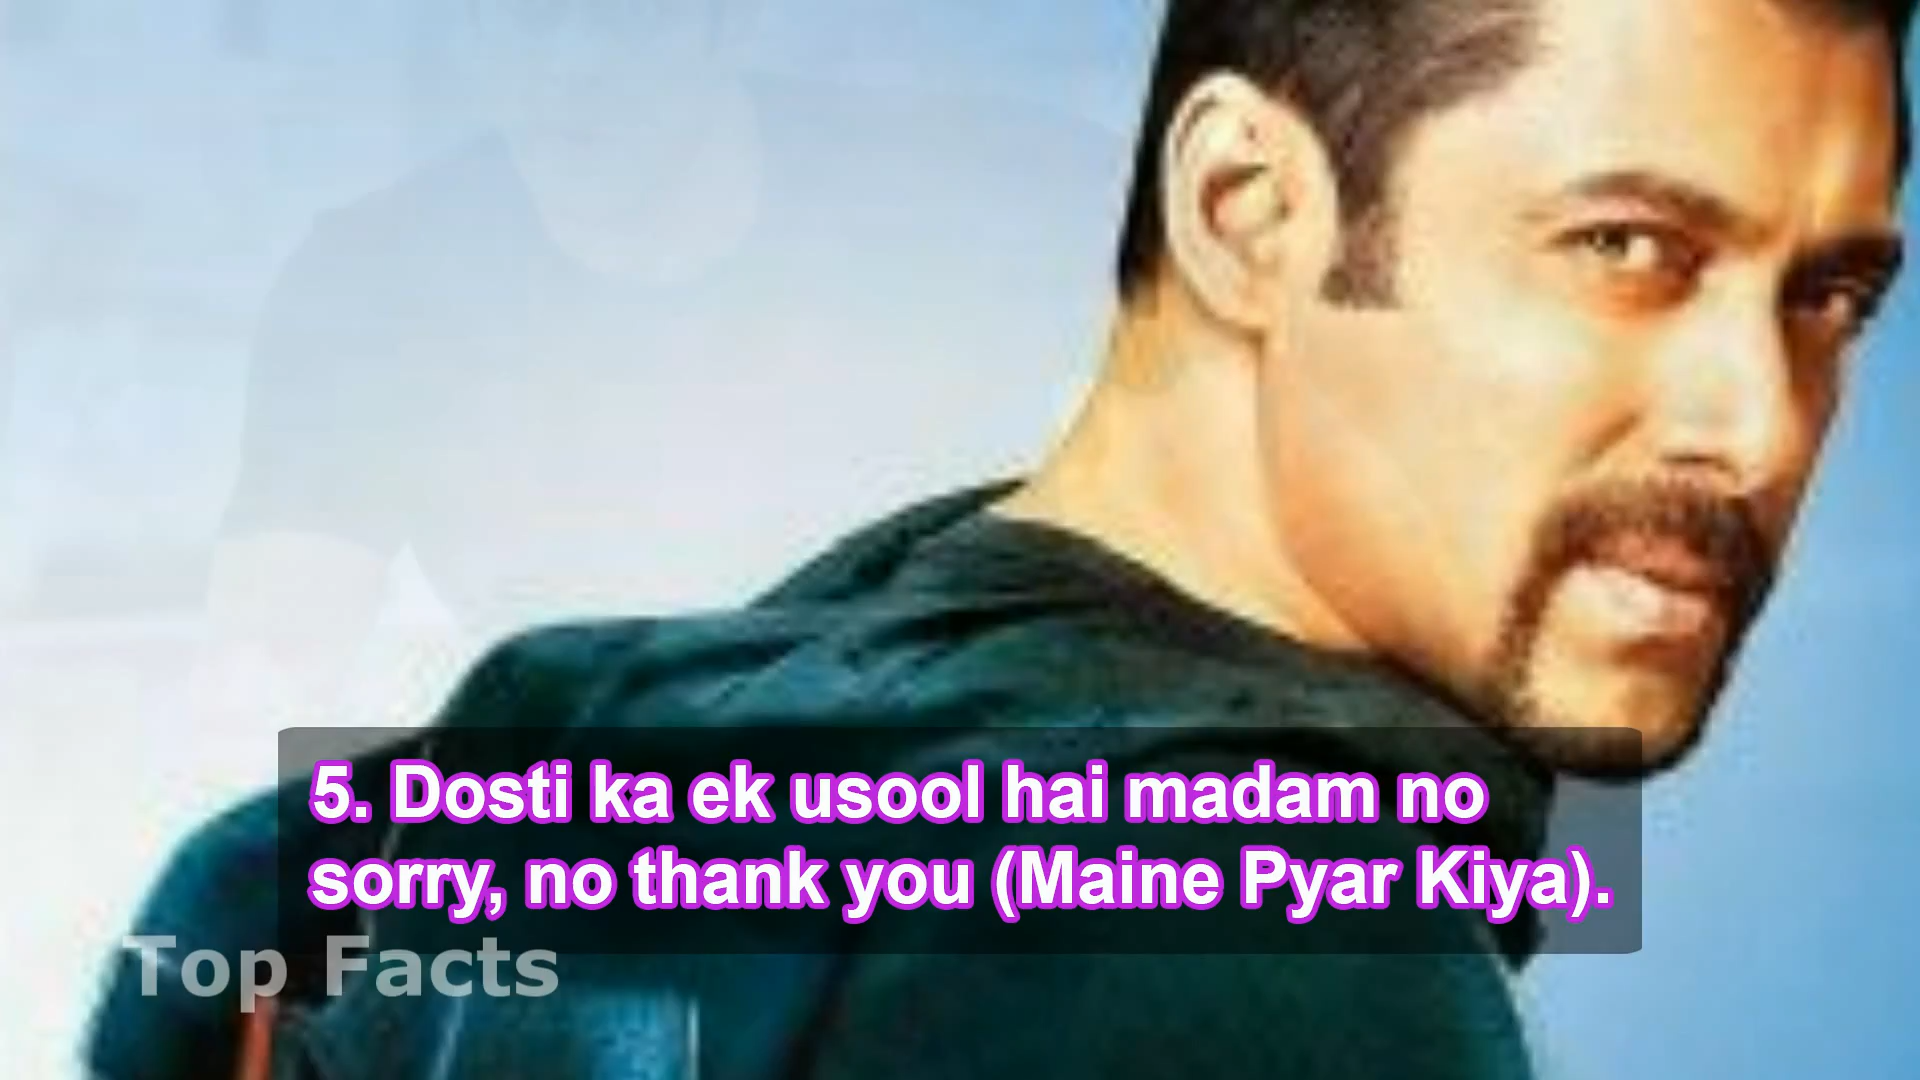 5. Dosti ka ek usool hai madam no
sorry, no thank you (Maine Pyar Kiya).
Top Facts